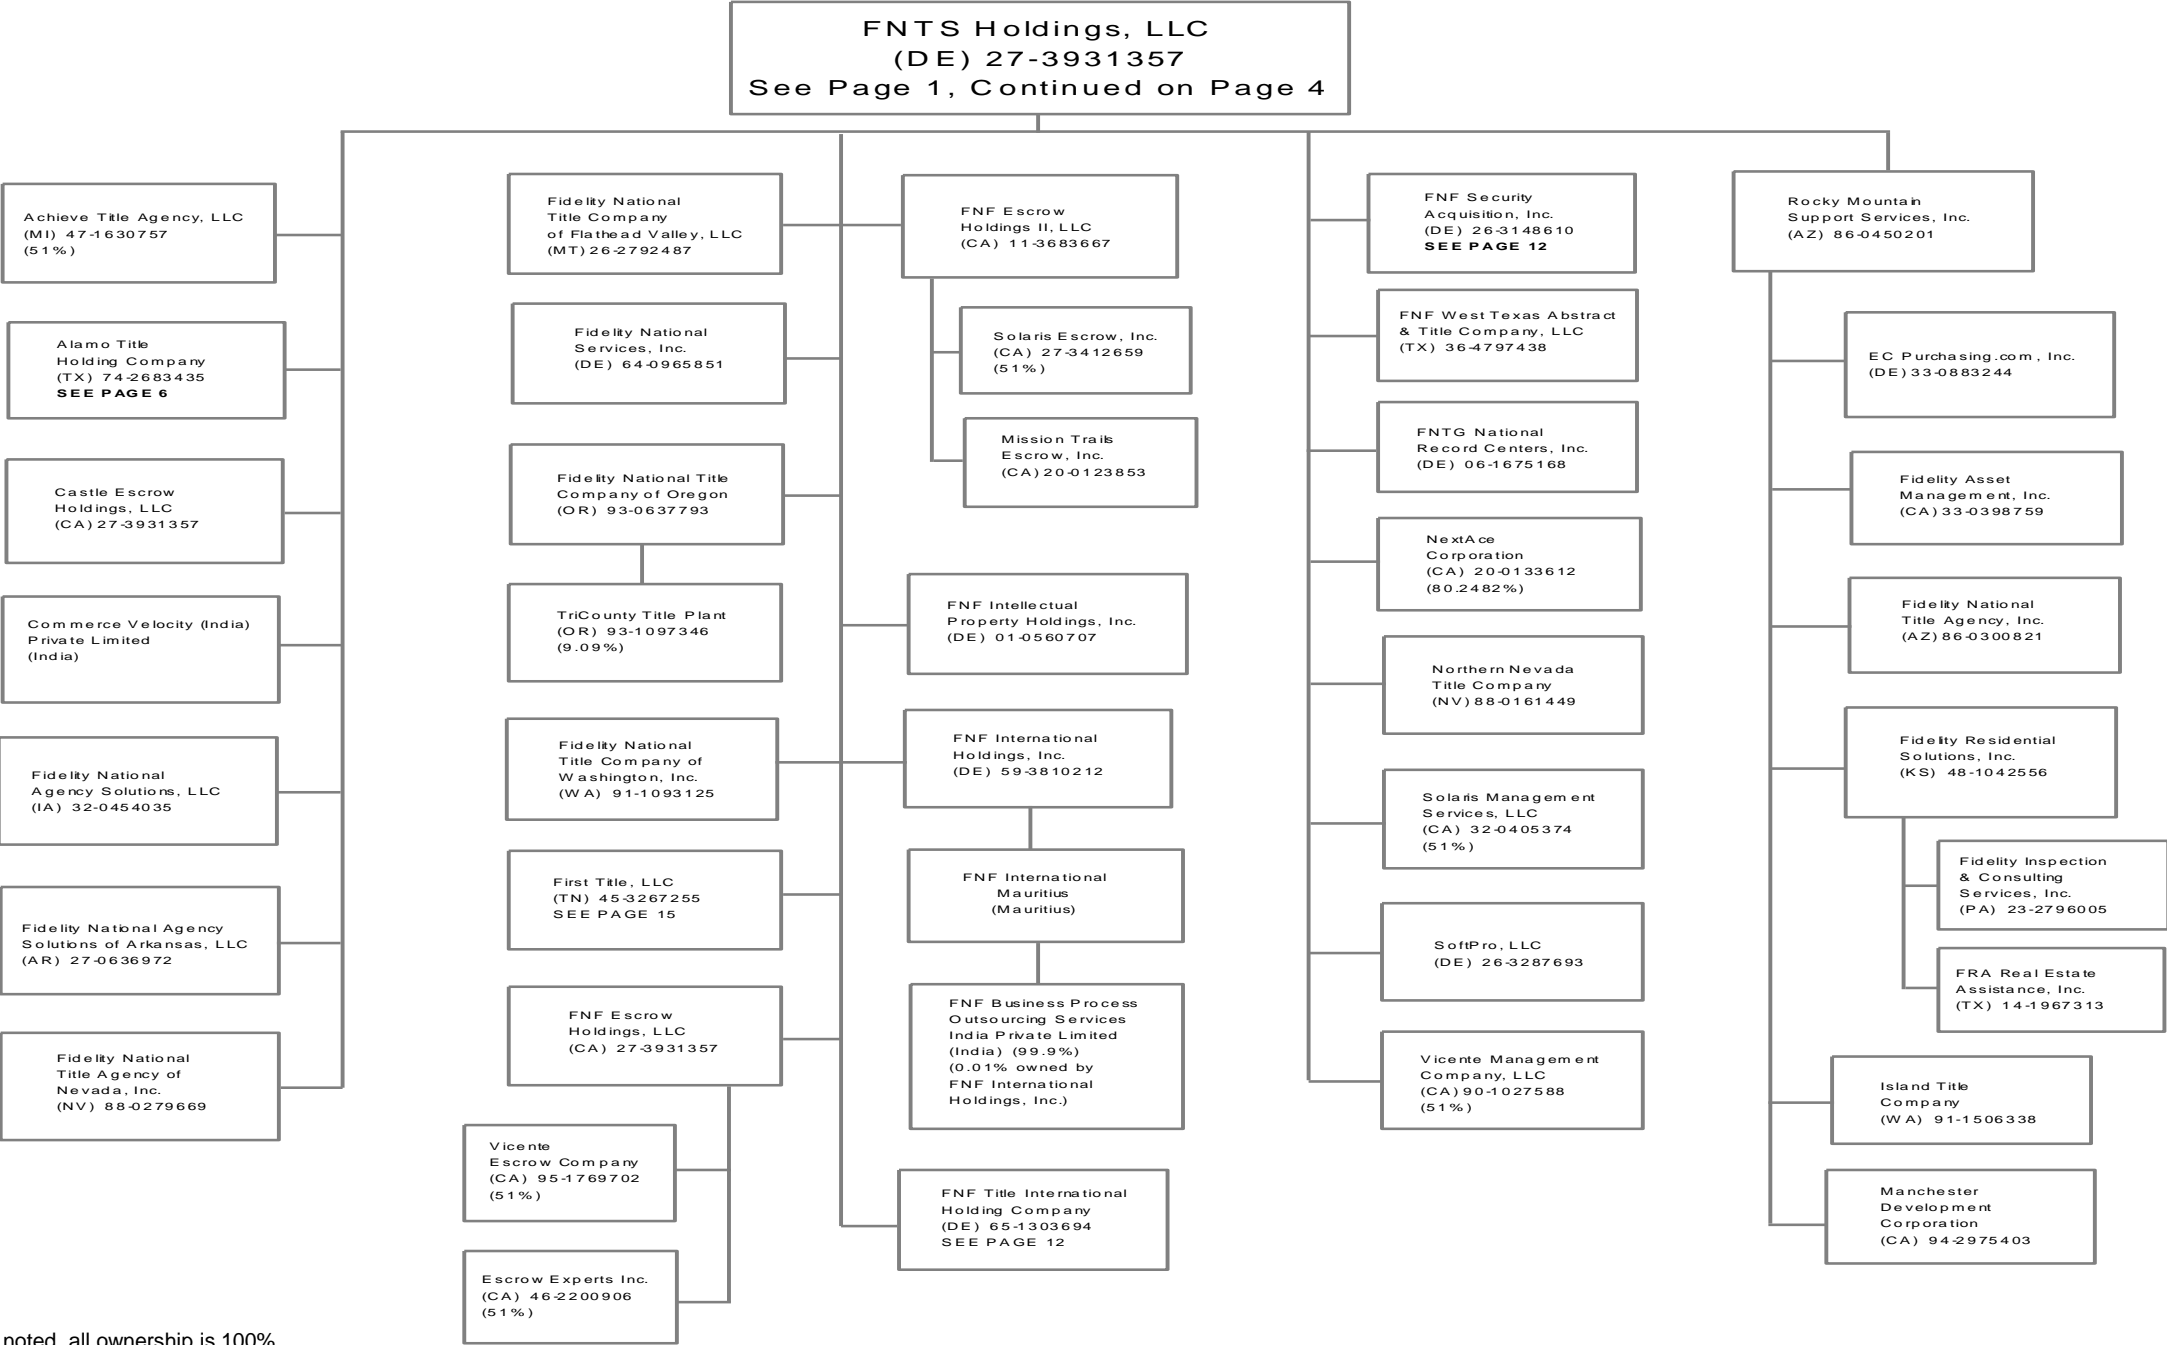 FNTS Holdings, LLC
(DE) 27-3931357
See Page 1, Continued on Page 4
Achieve Title Agency, LLC
(MI) 47-1630757
(51%)
Alamo Title
Holding Company
(TX) 74-2683435
SEE PAGE 6
Castle Escrow
Holdings, LLC
(CA) 27-3931357
Commerce Velocity (India)
Private Limited
(India)
Fidelity National
Agency Solutions, LLC
(IA) 32-0454035
Fidelity National Agency
Solutions of Arkansas, LLC
(AR) 27-0636972
Fidelity National
Title Agency of
Nevada, Inc.
(NV) 88-0279669
Fidelity National
Title Company
of Flathead Valley, LLC
(MT) 26-2792487
Fidelity National
Services, Inc.
(DE) 64-0965851
Fidelity National Title
Company of Oregon
(OR) 93-0637793
TriCounty Title Plant
(OR) 93-1097346
(9.09%)
Fidelity National
Title Company of
Washington, Inc.
(WA) 91-1093125
First Title, LLC
(TN) 45-3267255
SEE PAGE 15
FNF Escrow
Holdings, LLC
(CA) 27-3931357
Vicente
Escrow Company
(CA) 95-1769702
(51%)
Escrow Experts Inc.
(CA) 46-2200906
(51%)
FNF Escrow
Holdings II, LLC
(CA) 11-3683667
Solaris Escrow, Inc.
(CA) 27-3412659
(51%)
Mission Trails
Escrow, Inc.
(CA) 20-0123853
FNF Intellectual
Property Holdings, Inc.
(DE) 01-0560707
FNF International
Holdings, Inc.
(DE) 59-3810212
FNF International
Mauritius
(Mauritius)
FNF Business Process
Outsourcing Services
India Private Limited
(India) (99.9%)
(0.01% owned by
FNF International
Holdings, Inc.)
FNF Title International
Holding Company
(DE) 65-1303694
SEE PAGE 12
FNF Security
Acquisition, Inc.
(DE) 26-3148610
SEE PAGE 12
FNF West Texas Abstract
& Title Company, LLC
(TX) 36-4797438
FNTG National
Record Centers, Inc.
(DE) 06-1675168
NextAce
Corporation
(CA) 20-0133612
(80.2482%)
Northern Nevada
Title Company
(NV) 88-0161449
Solaris Management
Services, LLC
(CA) 32-0405374
(51%)
SoftPro, LLC
(DE) 26-3287693
Vicente Management
Company, LLC
(CA) 90-1027588
(51%)
Rocky Mountain
Support Services, Inc.
(AZ) 86-0450201
EC Purchasing.com, Inc.
(DE) 33-0883244
Fidelity Asset
Management, Inc.
(CA) 33-0398759
Fidelity National
Title Agency, Inc.
(AZ) 86-0300821
Fidelity Residential
Solutions, Inc.
(KS) 48-1042556
Fidelity Inspection
& Consulting
Services, Inc.
(PA) 23-2796005
FRA Real Estate
Assistance, Inc.
(TX) 14-1967313
Island Title
Company
(WA) 91-1506338
Manchester
Development
Corporation
(CA) 94-2975403
noted, all ownership is 100%